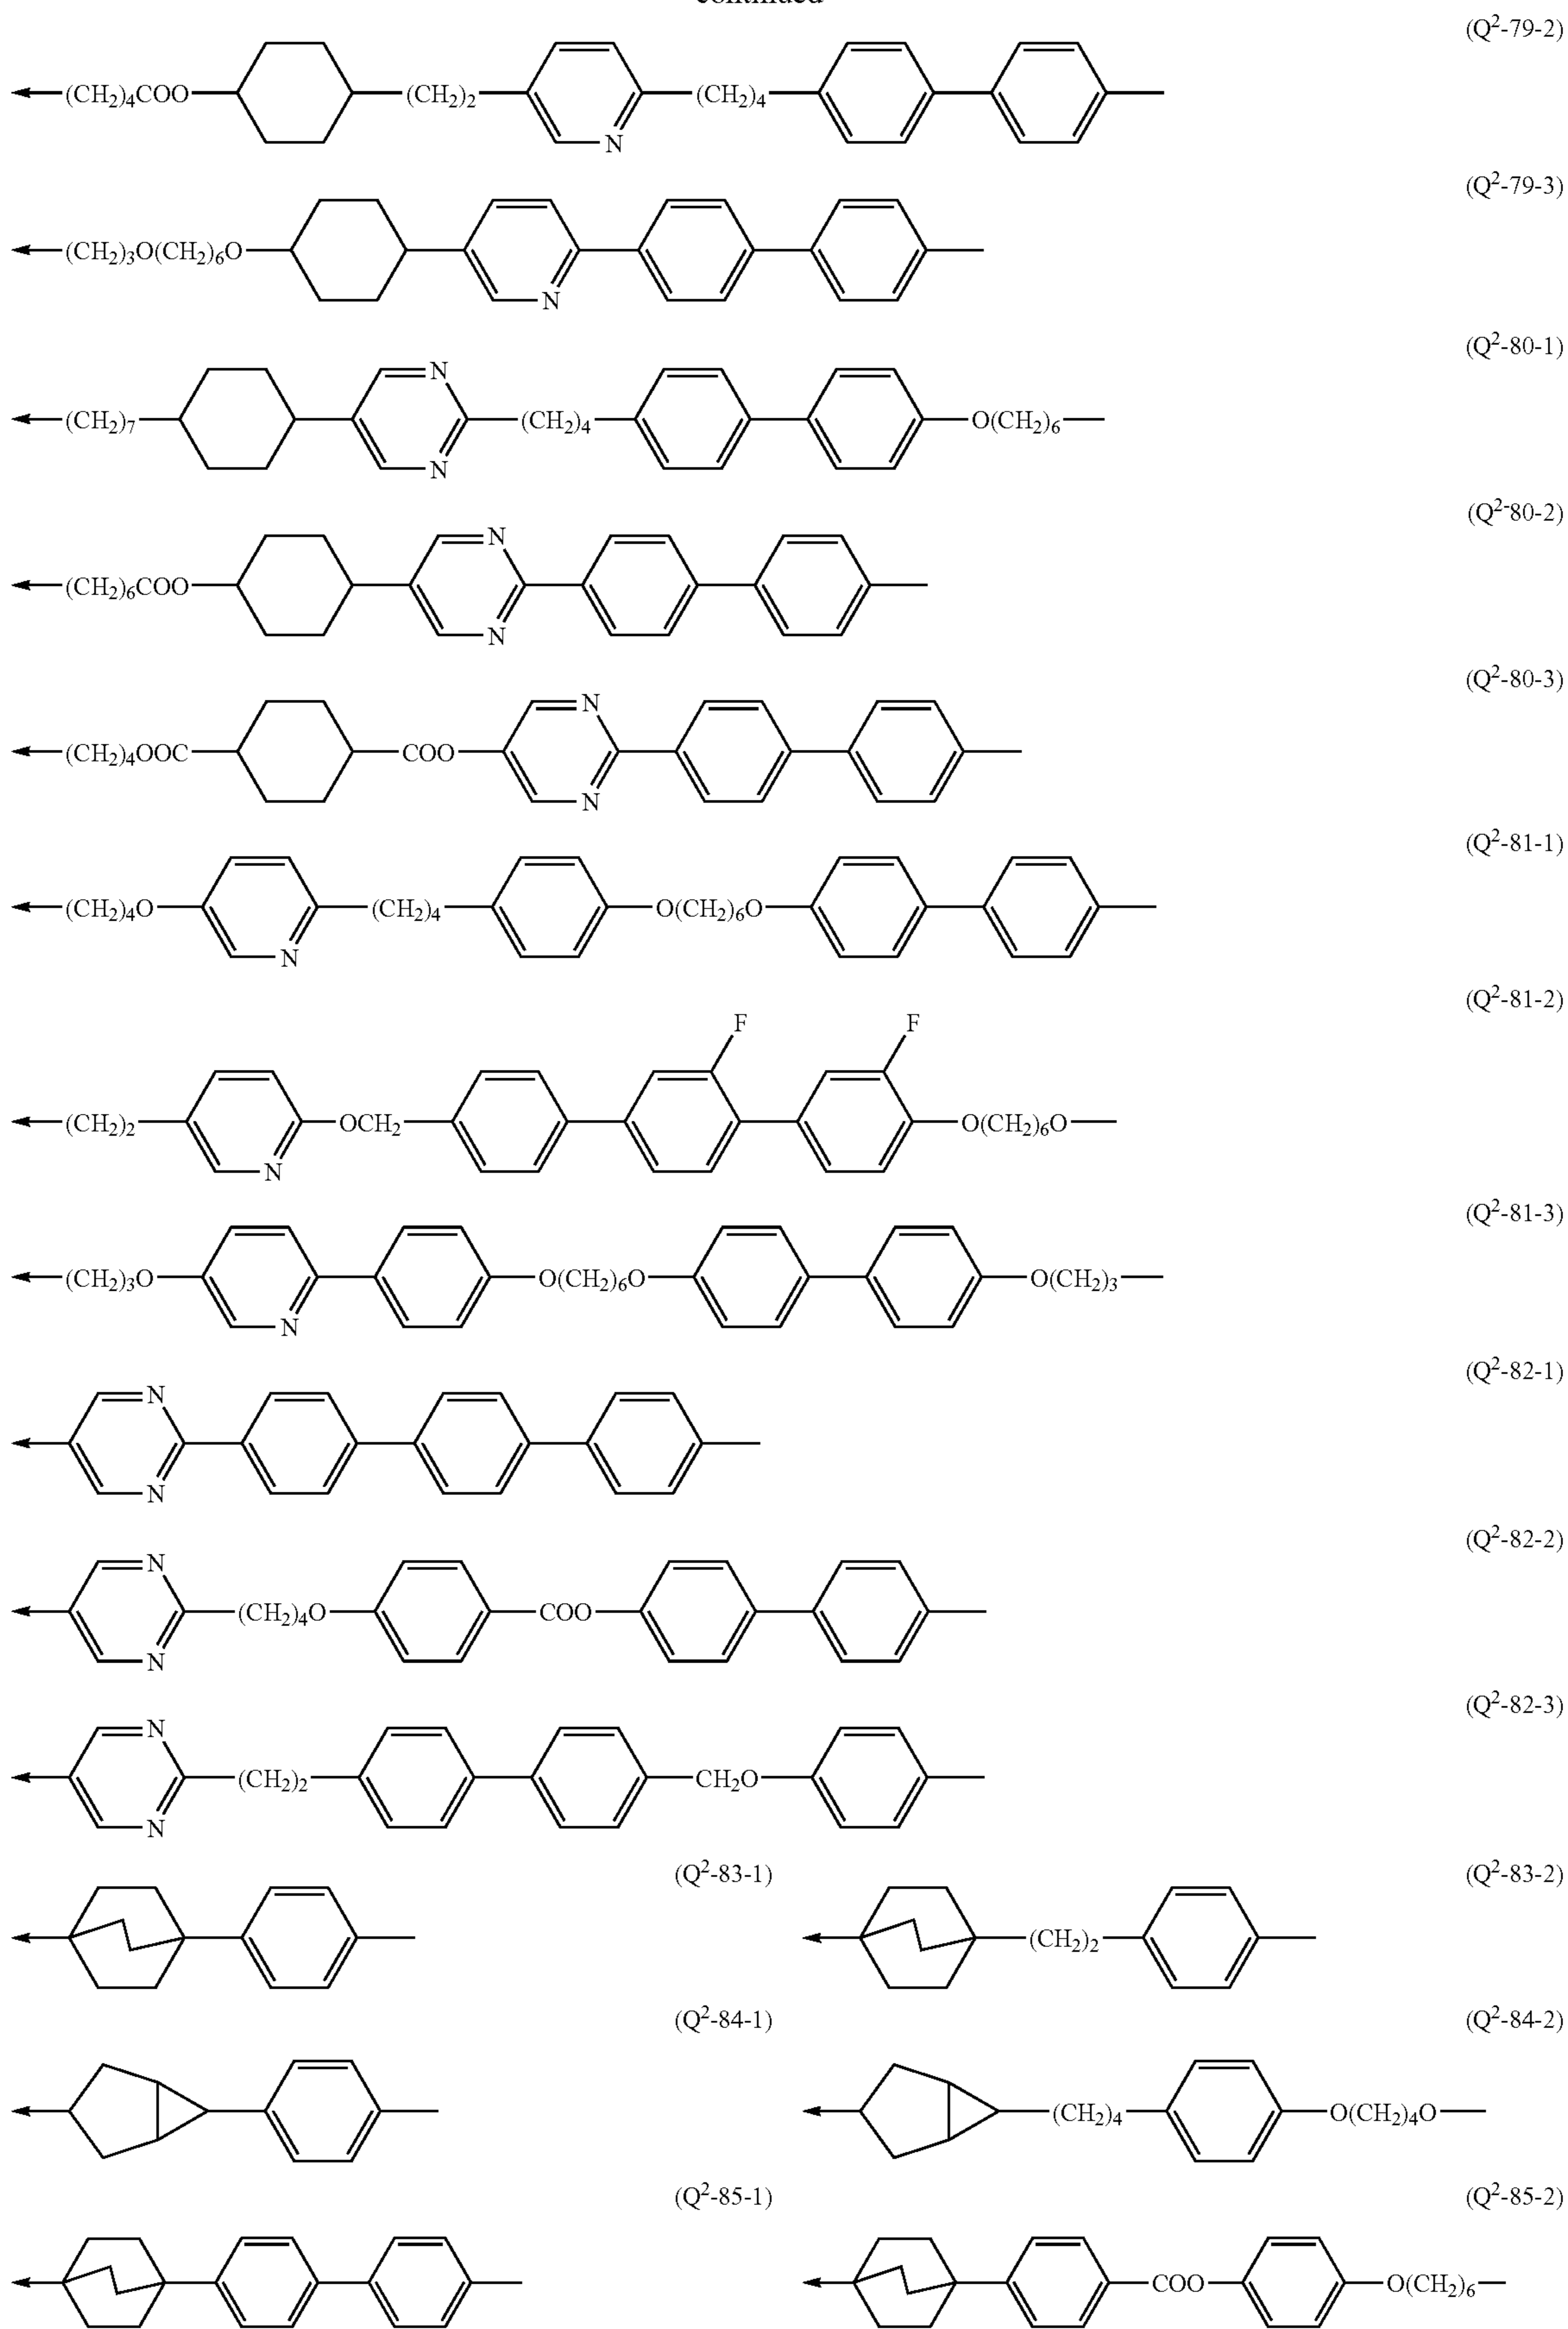 continued
(Q²-79-2)
(CH₂)₄COO (CH₂)₂ (CH₂)₄
N
(Q²-79-3)
(CH₂)₃O(CH₂)₆O
N
(Q²-80-1)
N
(CH₂)₇ (CH₂)₄ O(CH₂)₆
N
(Q²-80-2)
N
(CH₂)₆COO
N
(Q²-80-3)
N
(CH₂)₄OOC COO
N
(Q²-81-1)
(CH₂)₄O (CH₂)₄ O(CH₂)₆O
N
(Q²-81-2)
F F
(CH₂)₂ OCH₂ O(CH₂)₆O
N
(Q²-81-3)
(CH₂)₃O O(CH₂)₆O O(CH₂)₃
N
(Q²-82-1)
N
N
(Q²-82-2)
N
(CH₂)₄O COO
N
(Q²-82-3)
N
(CH₂)₂ CH₂O
N
(Q²-83-1) (Q²-83-2)
(CH₂)₂
(Q²-84-1) (Q²-84-2)
(CH₂)₄ O(CH₂)₄O
(Q²-85-1) (Q²-85-2)
COO O(CH₂)₆